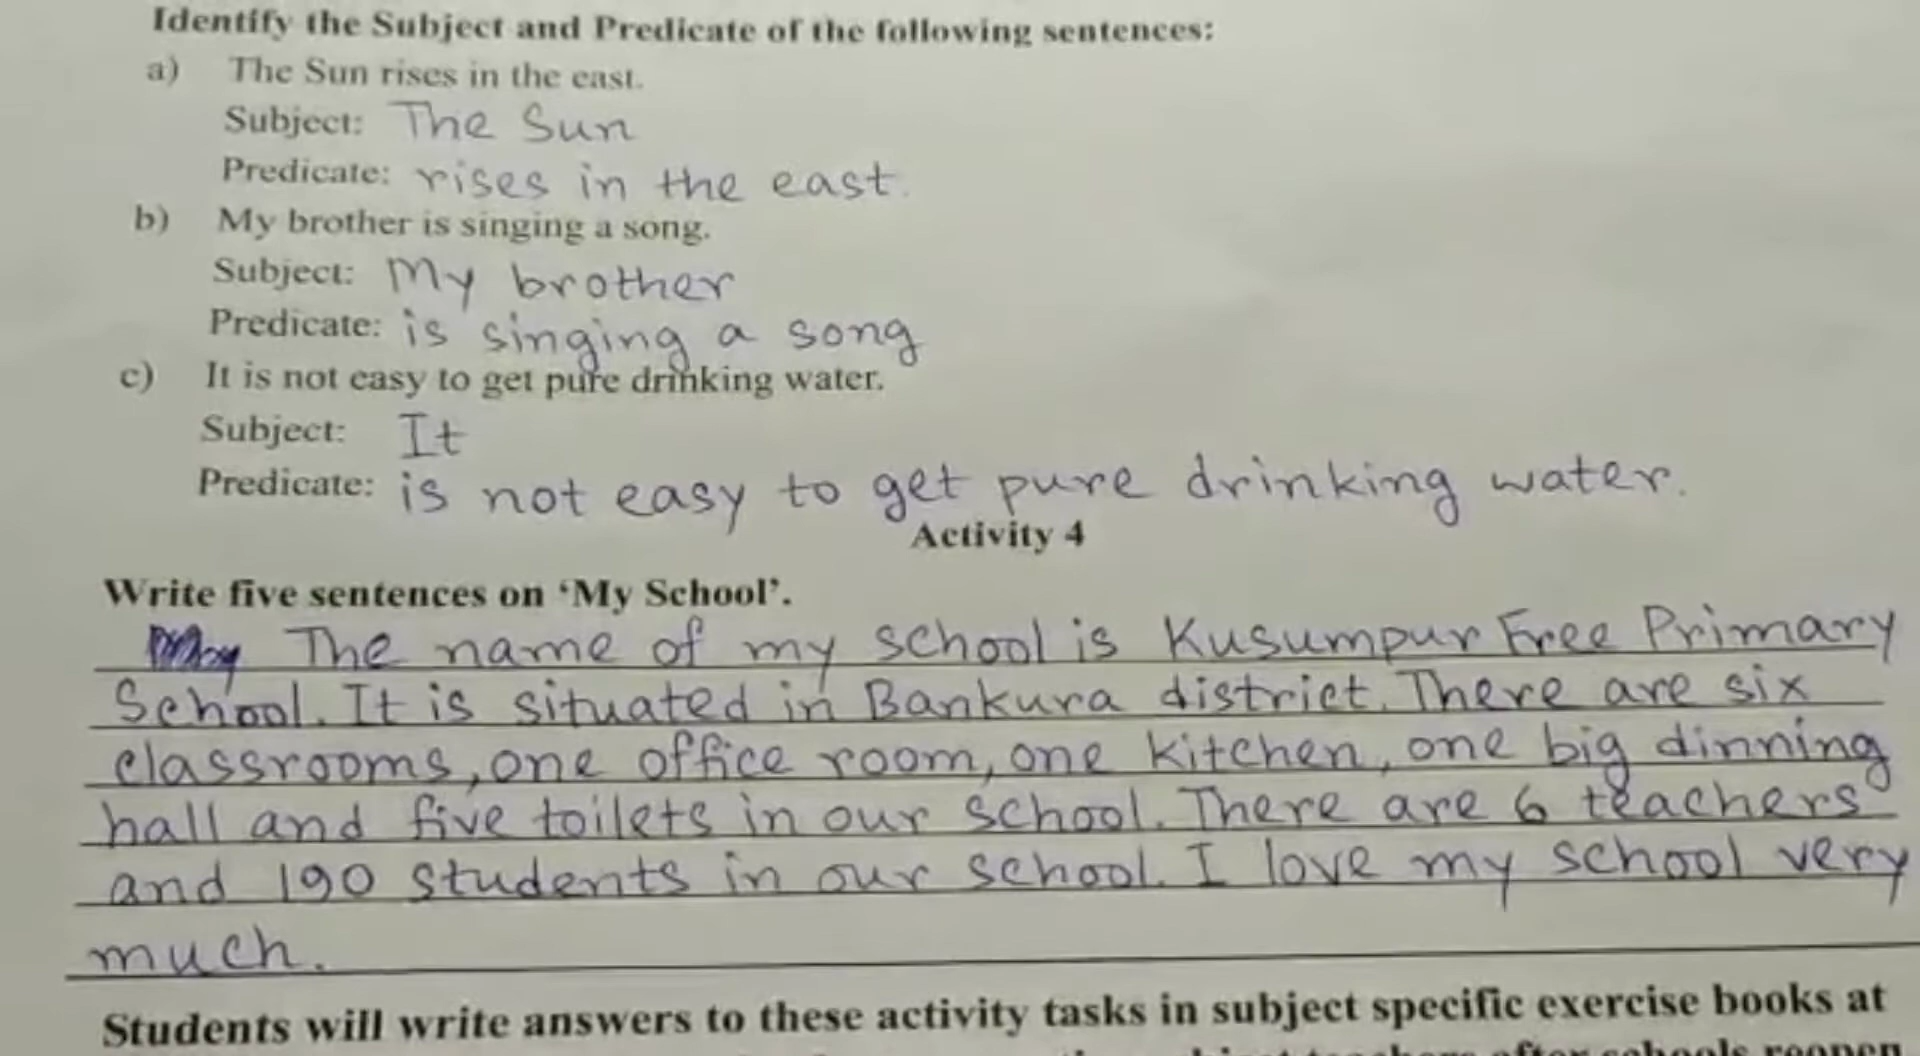 Identify the Subject and Predicate of the following sentences:
a) The Sun rises in the east.
Subject: The Sun
Predicate: rises in the east.
b) My brother is singing a song.
Subject: My brother
Predicate: is singing a song
c) It is not easy to get pure drinking water.
Subject: It
Predicate: is not easy to get pure drinking water.
Activity 4
Write five sentences on ‘My School’.
The name of my school is Kusumpur Free Primary
School. It is situated in Bankura district. There are six
classrooms, one office room, one kitchen, one big dinning
hall and five toilets in our school. There are 6 teachers
and 190 students in our school. I love my school very
much.
Students will write answers to these activity tasks in subject specific exercise books at
after schools reopen